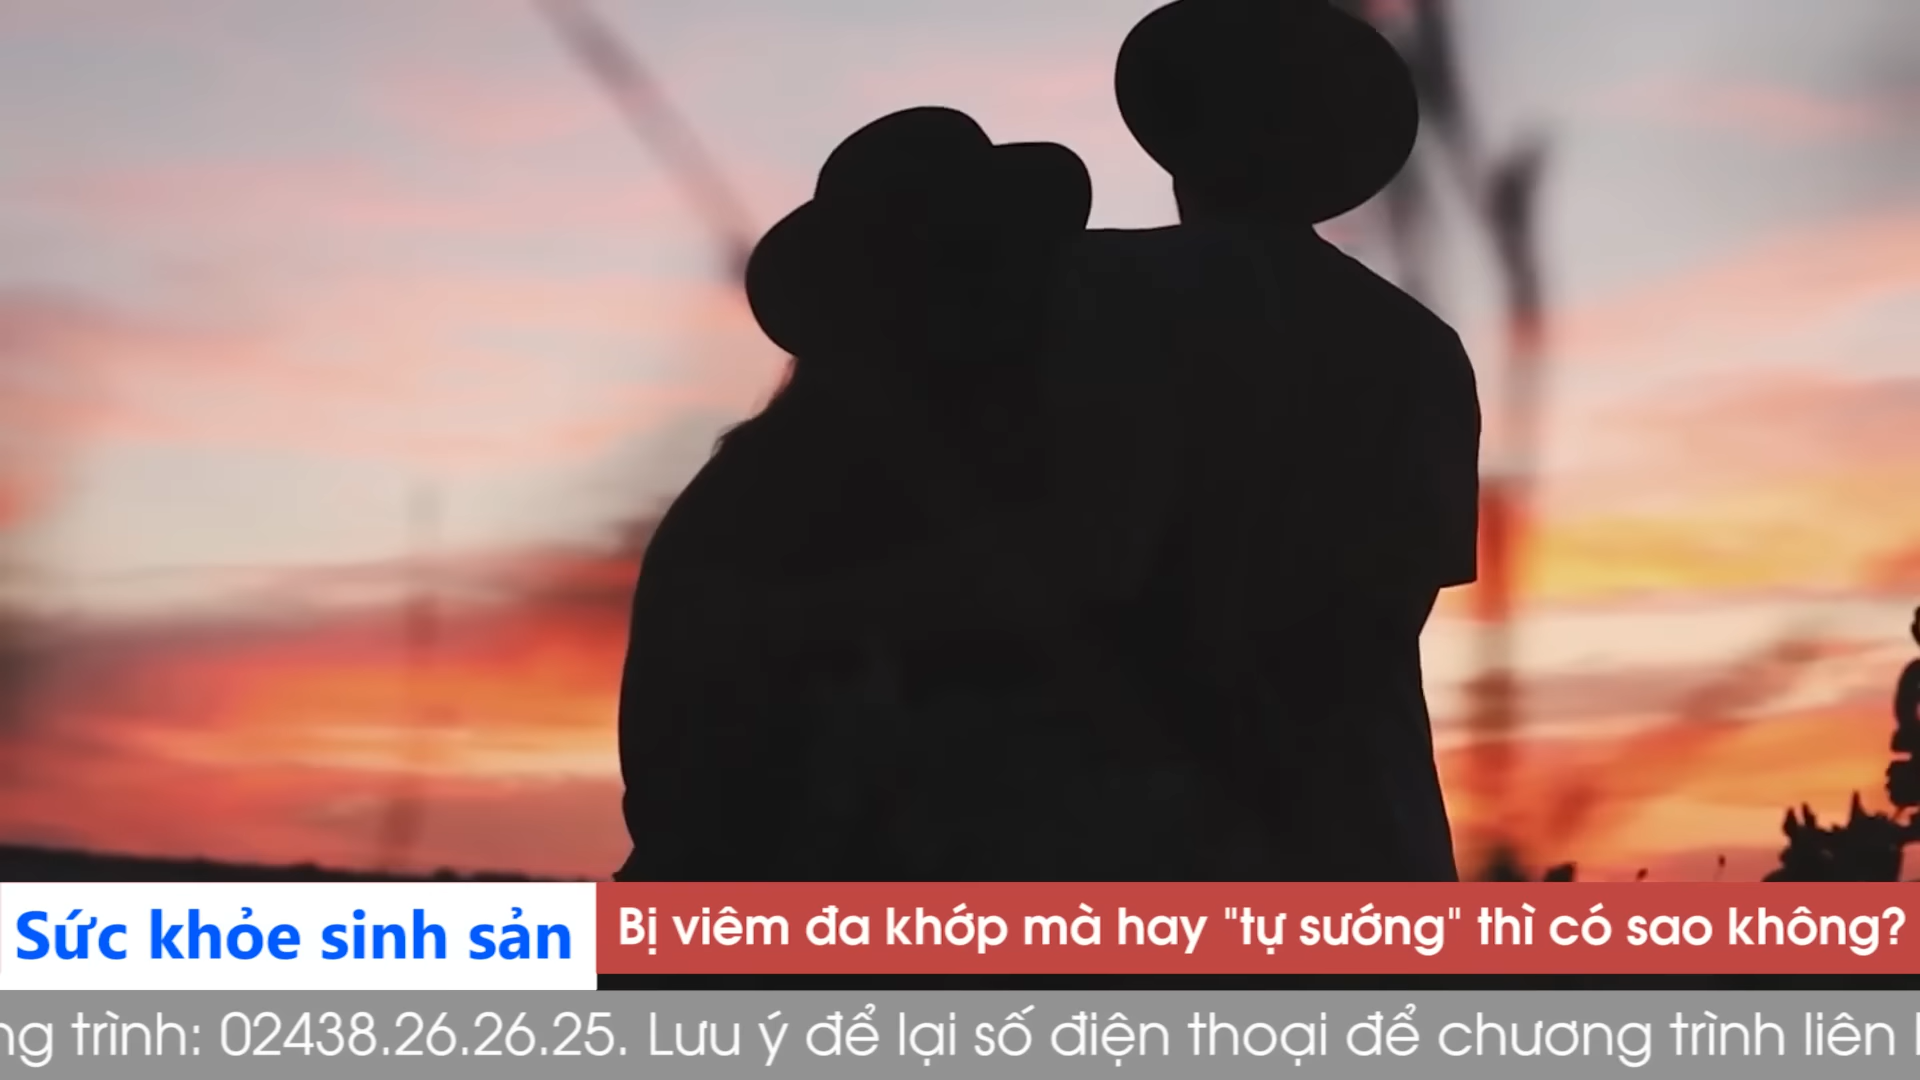 Sức khỏe sinh sản
Bị viêm đa khớp mà hay "tự sướng" thì có sao không?
trình: 02438.26.26.25. Lưu ý để lại số điện thoại để chương trình liên